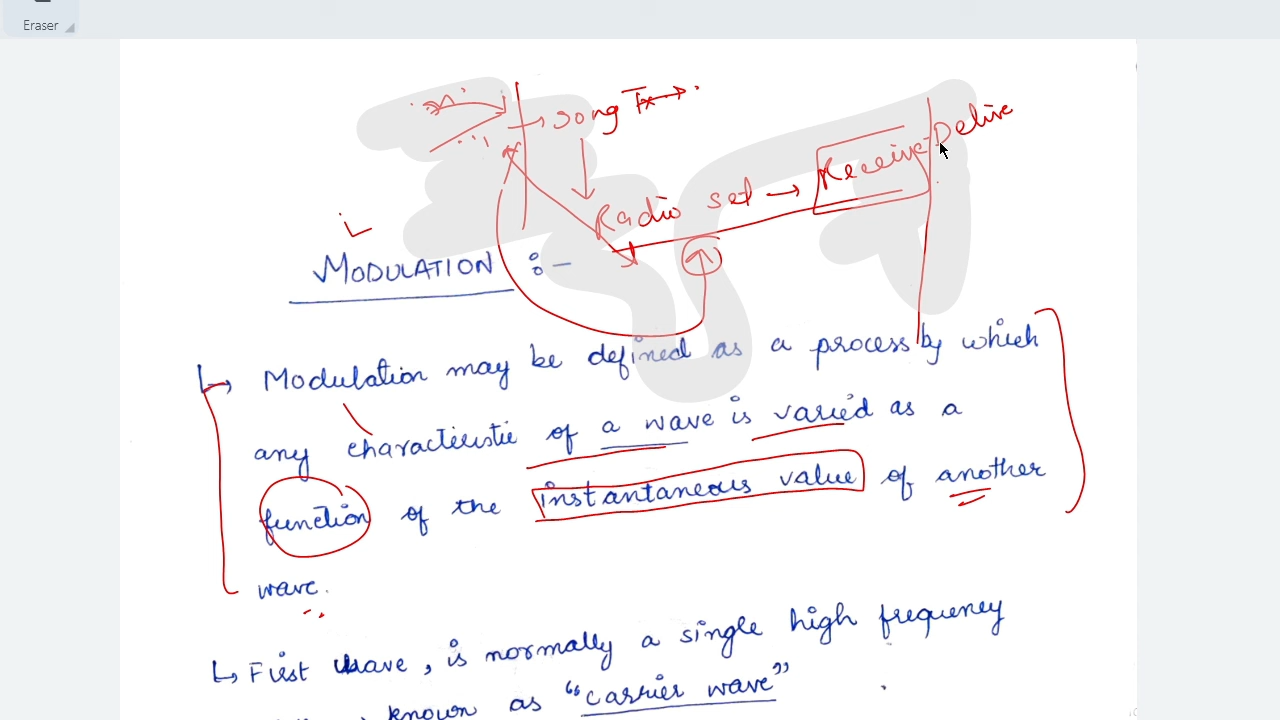 Eraser
song Tx
Delive
Receive
Radio set
MODULATION :-
Modulation may be defined as a process by which
any characteristic of a wave is varied as a
function of the instantaneous value of another
wave.
First wave, is normally a single high frequency
known as "carrier wave"